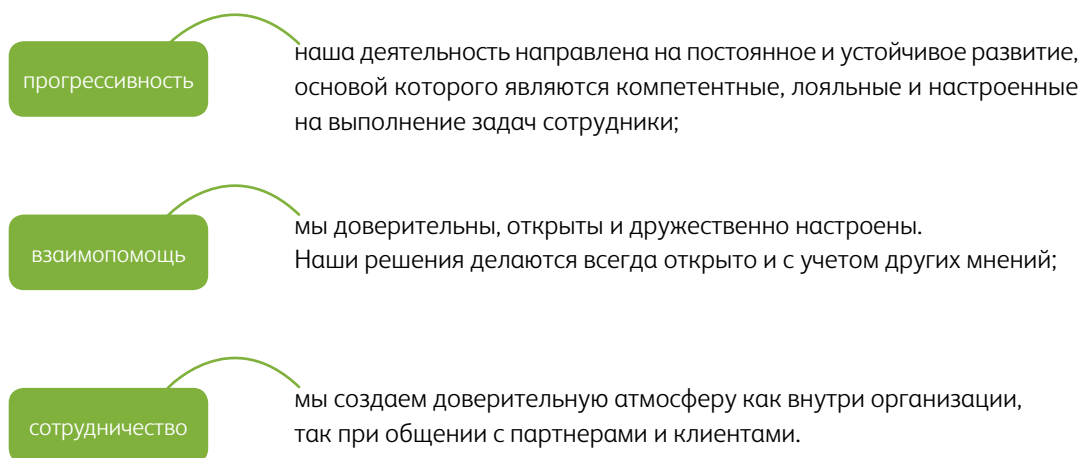 прогрессивность
наша деятельность направлена на постоянное и устойчивое развитие,
основой которого являются компетентные, лояльные и настроенные
на выполнение задач сотрудники;
взаимопомощь
мы доверительны, открыты и дружественно настроены.
Наши решения делаются всегда открыто и с учетом других мнений;
сотрудничество
мы создаем доверительную атмосферу как внутри организации,
так при общении с партнерами и клиентами.